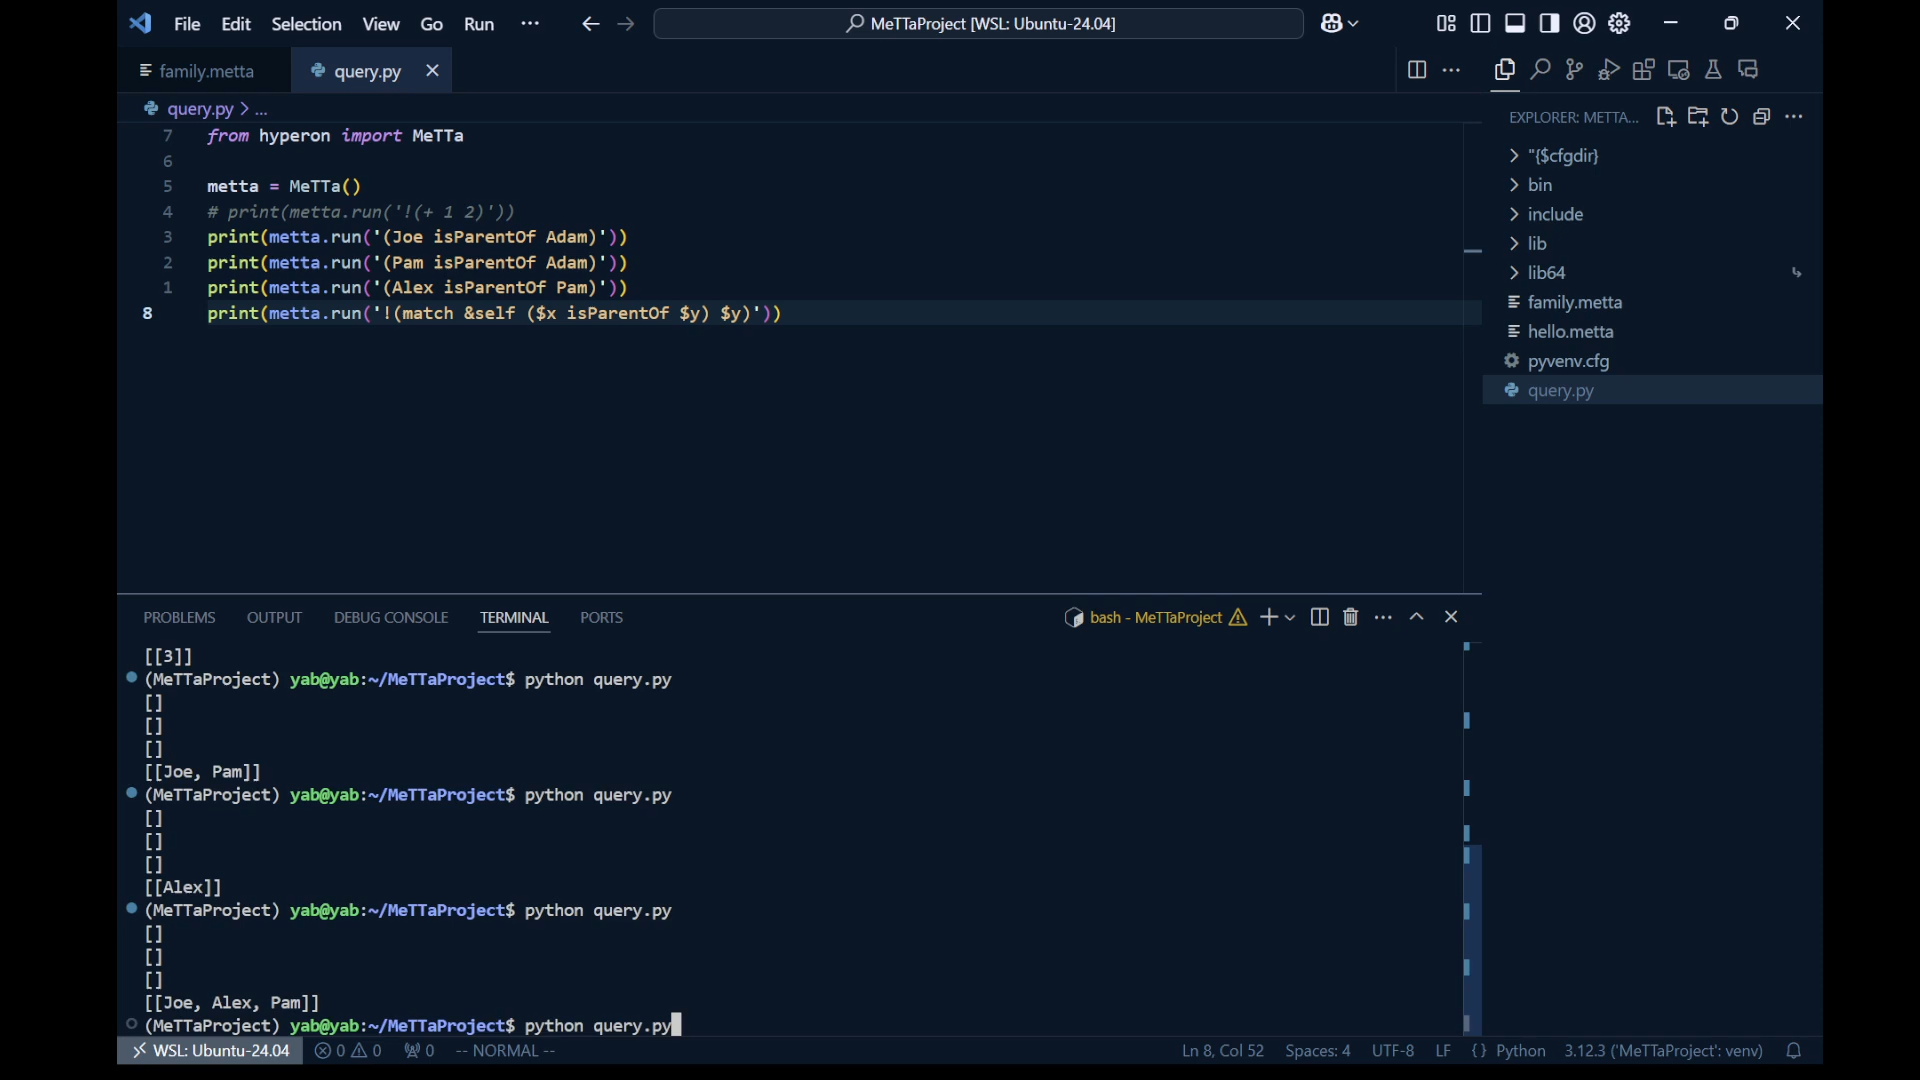 File Edit Selection View Go Run ···
MeTTaProject [WSL: Ubuntu-24.04]
family.metta
query.py
query.py > ...
7 from hyperon import MeTTa
6
5 metta = MeTTa()
4 # print(metta.run('!(+ 1 2)'))
3 print(metta.run('(Joe isParentOf Adam)'))
2 print(metta.run('(Pam isParentOf Adam)'))
1 print(metta.run('(Alex isParentOf Pam)'))
8 print(metta.run('!(match &self ($x isParentOf $y) $y)'))
EXPLORER: METTA...
"{$cfgdir}
bin
include
lib
lib64
family.metta
hello.metta
pyvenv.cfg
query.py
PROBLEMS OUTPUT DEBUG CONSOLE TERMINAL PORTS
bash - MeTTaProject
[[3]]
(MeTTaProject) yab@yab:~/MeTTaProject$ python query.py
[]
[]
[]
[[Joe, Pam]]
(MeTTaProject) yab@yab:~/MeTTaProject$ python query.py
[]
[]
[]
[[Alex]]
(MeTTaProject) yab@yab:~/MeTTaProject$ python query.py
[]
[]
[]
[[Joe, Alex, Pam]]
(MeTTaProject) yab@yab:~/MeTTaProject$ python query.py
WSL: Ubuntu-24.04 0 0 0 -- NORMAL -- Ln 8, Col 52 Spaces: 4 UTF-8 LF {} Python 3.12.3 ('MeTTaProject': venv)